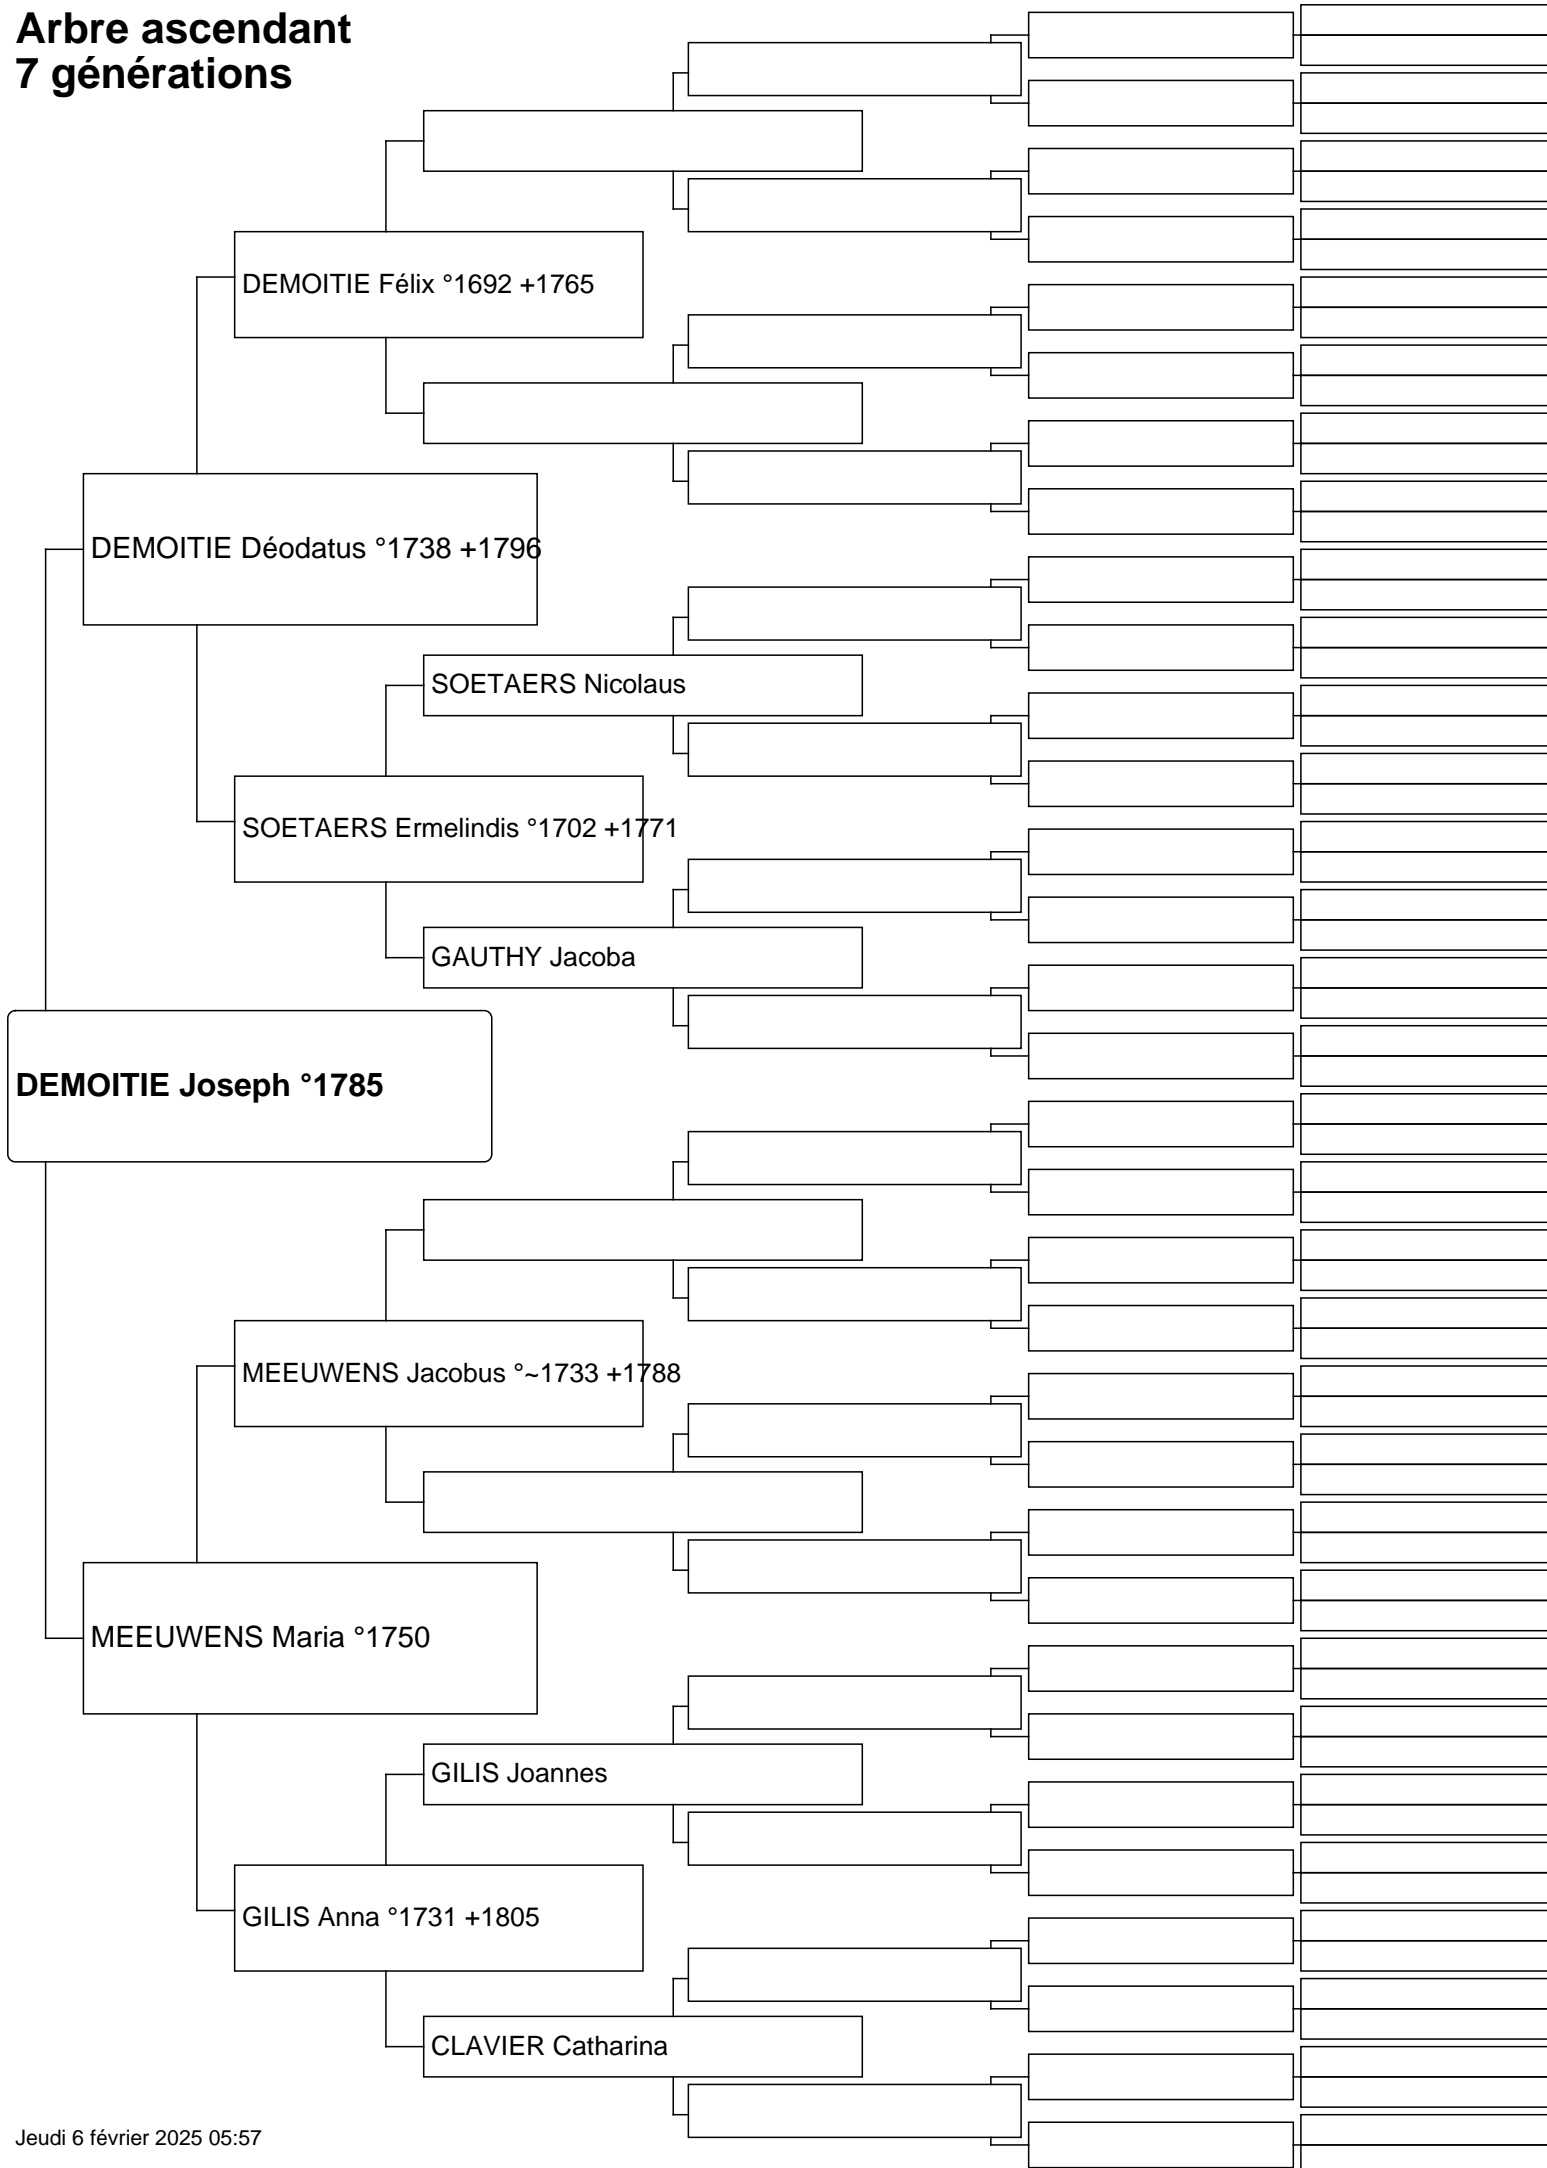 Arbre ascendant
7 générations
DEMOITIE Félix °1692 +1765
DEMOITIE Déodatus °1738 +1796
SOETAERS Nicolaus
SOETAERS Ermelindis °1702 +1771
GAUTHY Jacoba
DEMOITIE Joseph °1785
MEEUWENS Jacobus °~1733 +1788
MEEUWENS Maria °1750
GILIS Joannes
GILIS Anna °1731 +1805
CLAVIER Catharina
Jeudi 6 février 2025 05:57